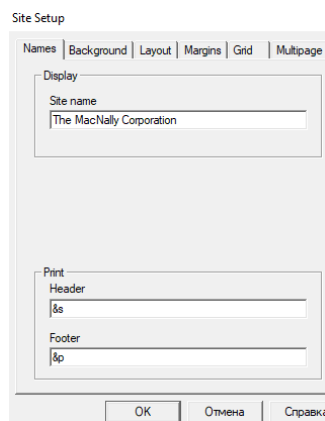 Site Setup
Names Background Layout Margins Grid Multipage
Display
Site name
The MacNally Corporation
Print
Header
&s
Footer
&p
OK Отмена Справка